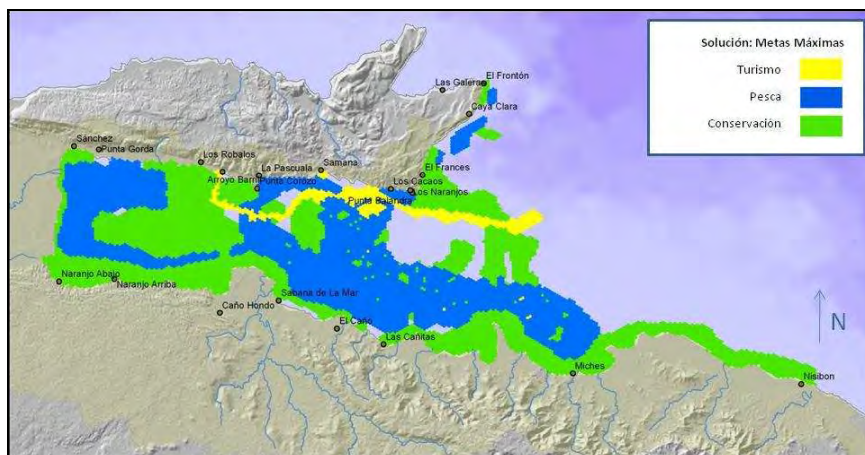 Solución: Metas Máximas
Turismo
Pesca
Conservación
El Frontón
Las Galeras
Caya Clara
Sánchez
Punta Gorda
Los Robalos
La Pascuala
Samana
El Frances
Arroyo Barril
Punta Corozo
Los Cacaos
Los Naranjos
Punta Balandra
Naranjo Abajo
Naranjo Arriba
Sabana de La Mar
Caño Hondo
El Caño
Las Cañitas
Miches
Nisibon
N